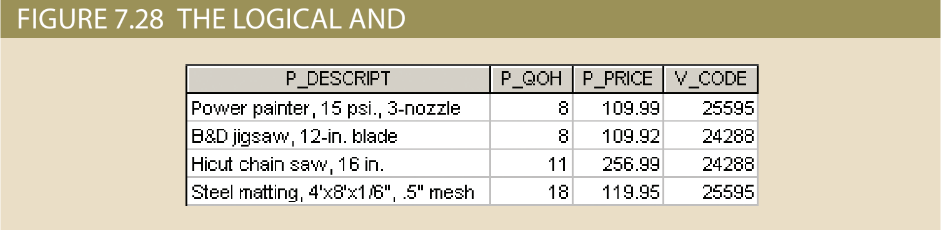 FIGURE 7.28 THE LOGICAL AND
P_DESCRIPT P_QOH P_PRICE V_CODE
Power painter, 15 psi., 3-nozzle 8 109.99 25595
B&D jigsaw, 12-in. blade 8 109.92 24288
Hicut chain saw, 16 in. 11 256.99 24288
Steel matting, 4'x8'x1/6", .5" mesh 18 119.95 25595